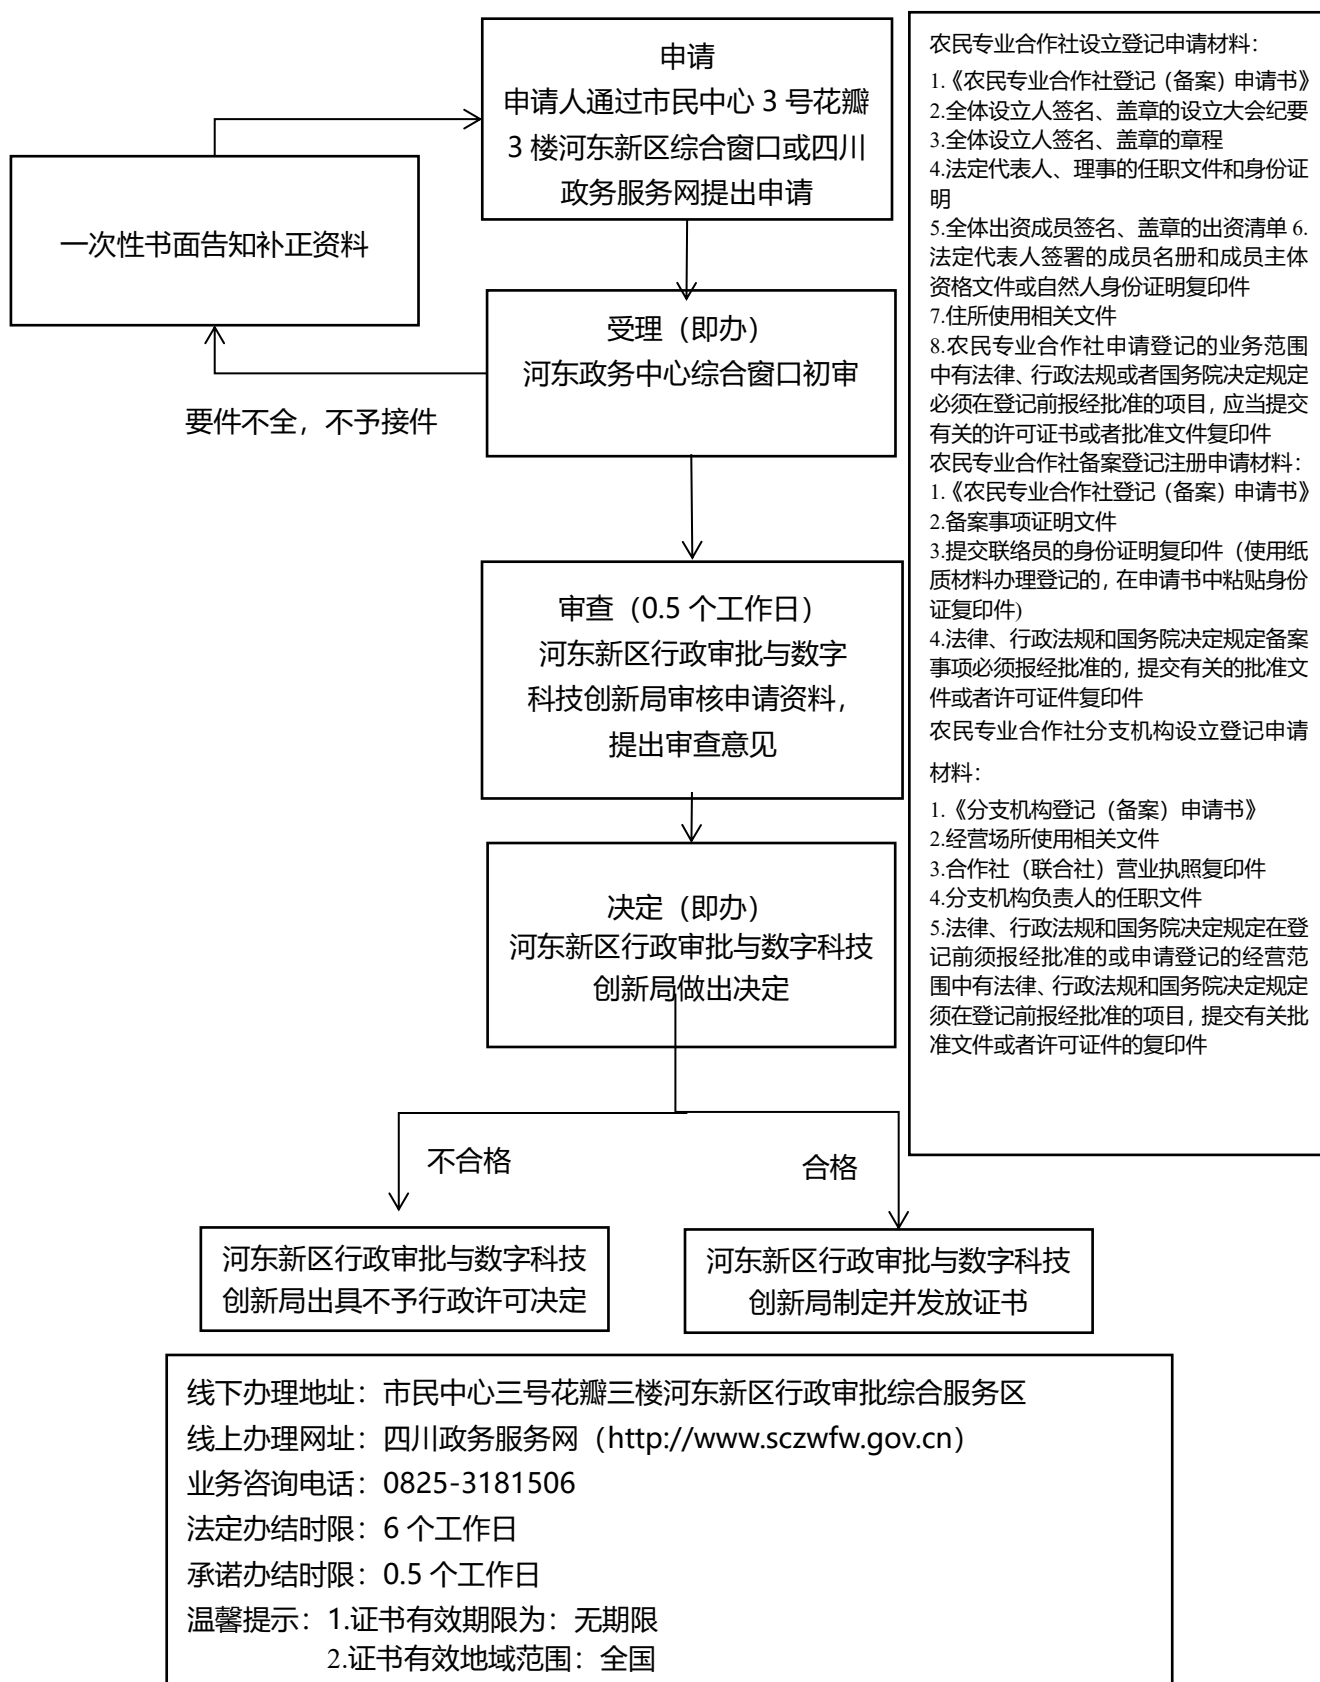 申请
申请人通过市民中心 3 号花瓣
3 楼河东新区综合窗口或四川
政务服务网提出申请
一次性书面告知补正资料
受理（即办）
河东政务中心综合窗口初审
要件不全，不予接件
审查（0.5 个工作日）
河东新区行政审批与数字
科技创新局审核申请资料，
提出审查意见
决定（即办）
河东新区行政审批与数字科技
创新局做出决定
不合格
合格
河东新区行政审批与数字科技
创新局出具不予行政许可决定
河东新区行政审批与数字科技
创新局制定并发放证书
农民专业合作社设立登记申请材料：
1.《农民专业合作社登记（备案）申请书》
2.全体设立人签名、盖章的设立大会纪要
3.全体设立人签名、盖章的章程
4.法定代表人、理事的任职文件和身份证
明
5.全体出资成员签名、盖章的出资清单 6.
法定代表人签署的成员名册和成员主体
资格文件或自然人身份证明复印件
7.住所使用相关文件
8.农民专业合作社申请登记的业务范围
中有法律、行政法规或者国务院决定规定
必须在登记前报经批准的项目，应当提交
有关的许可证书或者批准文件复印件
农民专业合作社备案登记注册申请材料：
1.《农民专业合作社登记（备案）申请书》
2.备案事项证明文件
3.提交联络员的身份证明复印件（使用纸
质材料办理登记的，在申请书中粘贴身份
证复印件)
4.法律、行政法规和国务院决定规定备案
事项必须报经批准的，提交有关的批准文
件或者许可证件复印件
农民专业合作社分支机构设立登记申请
材料：
1.《分支机构登记（备案）申请书》
2.经营场所使用相关文件
3.合作社（联合社）营业执照复印件
4.分支机构负责人的任职文件
5.法律、行政法规和国务院决定规定在登
记前须报经批准的或申请登记的经营范
围中有法律、行政法规和国务院决定规定
须在登记前报经批准的项目，提交有关批
准文件或者许可证件的复印件
线下办理地址：市民中心三号花瓣三楼河东新区行政审批综合服务区
线上办理网址：四川政务服务网（http://www.sczwfw.gov.cn）
业务咨询电话：0825-3181506
法定办结时限：6 个工作日
承诺办结时限：0.5 个工作日
温馨提示：1.证书有效期限为：无期限
2.证书有效地域范围：全国